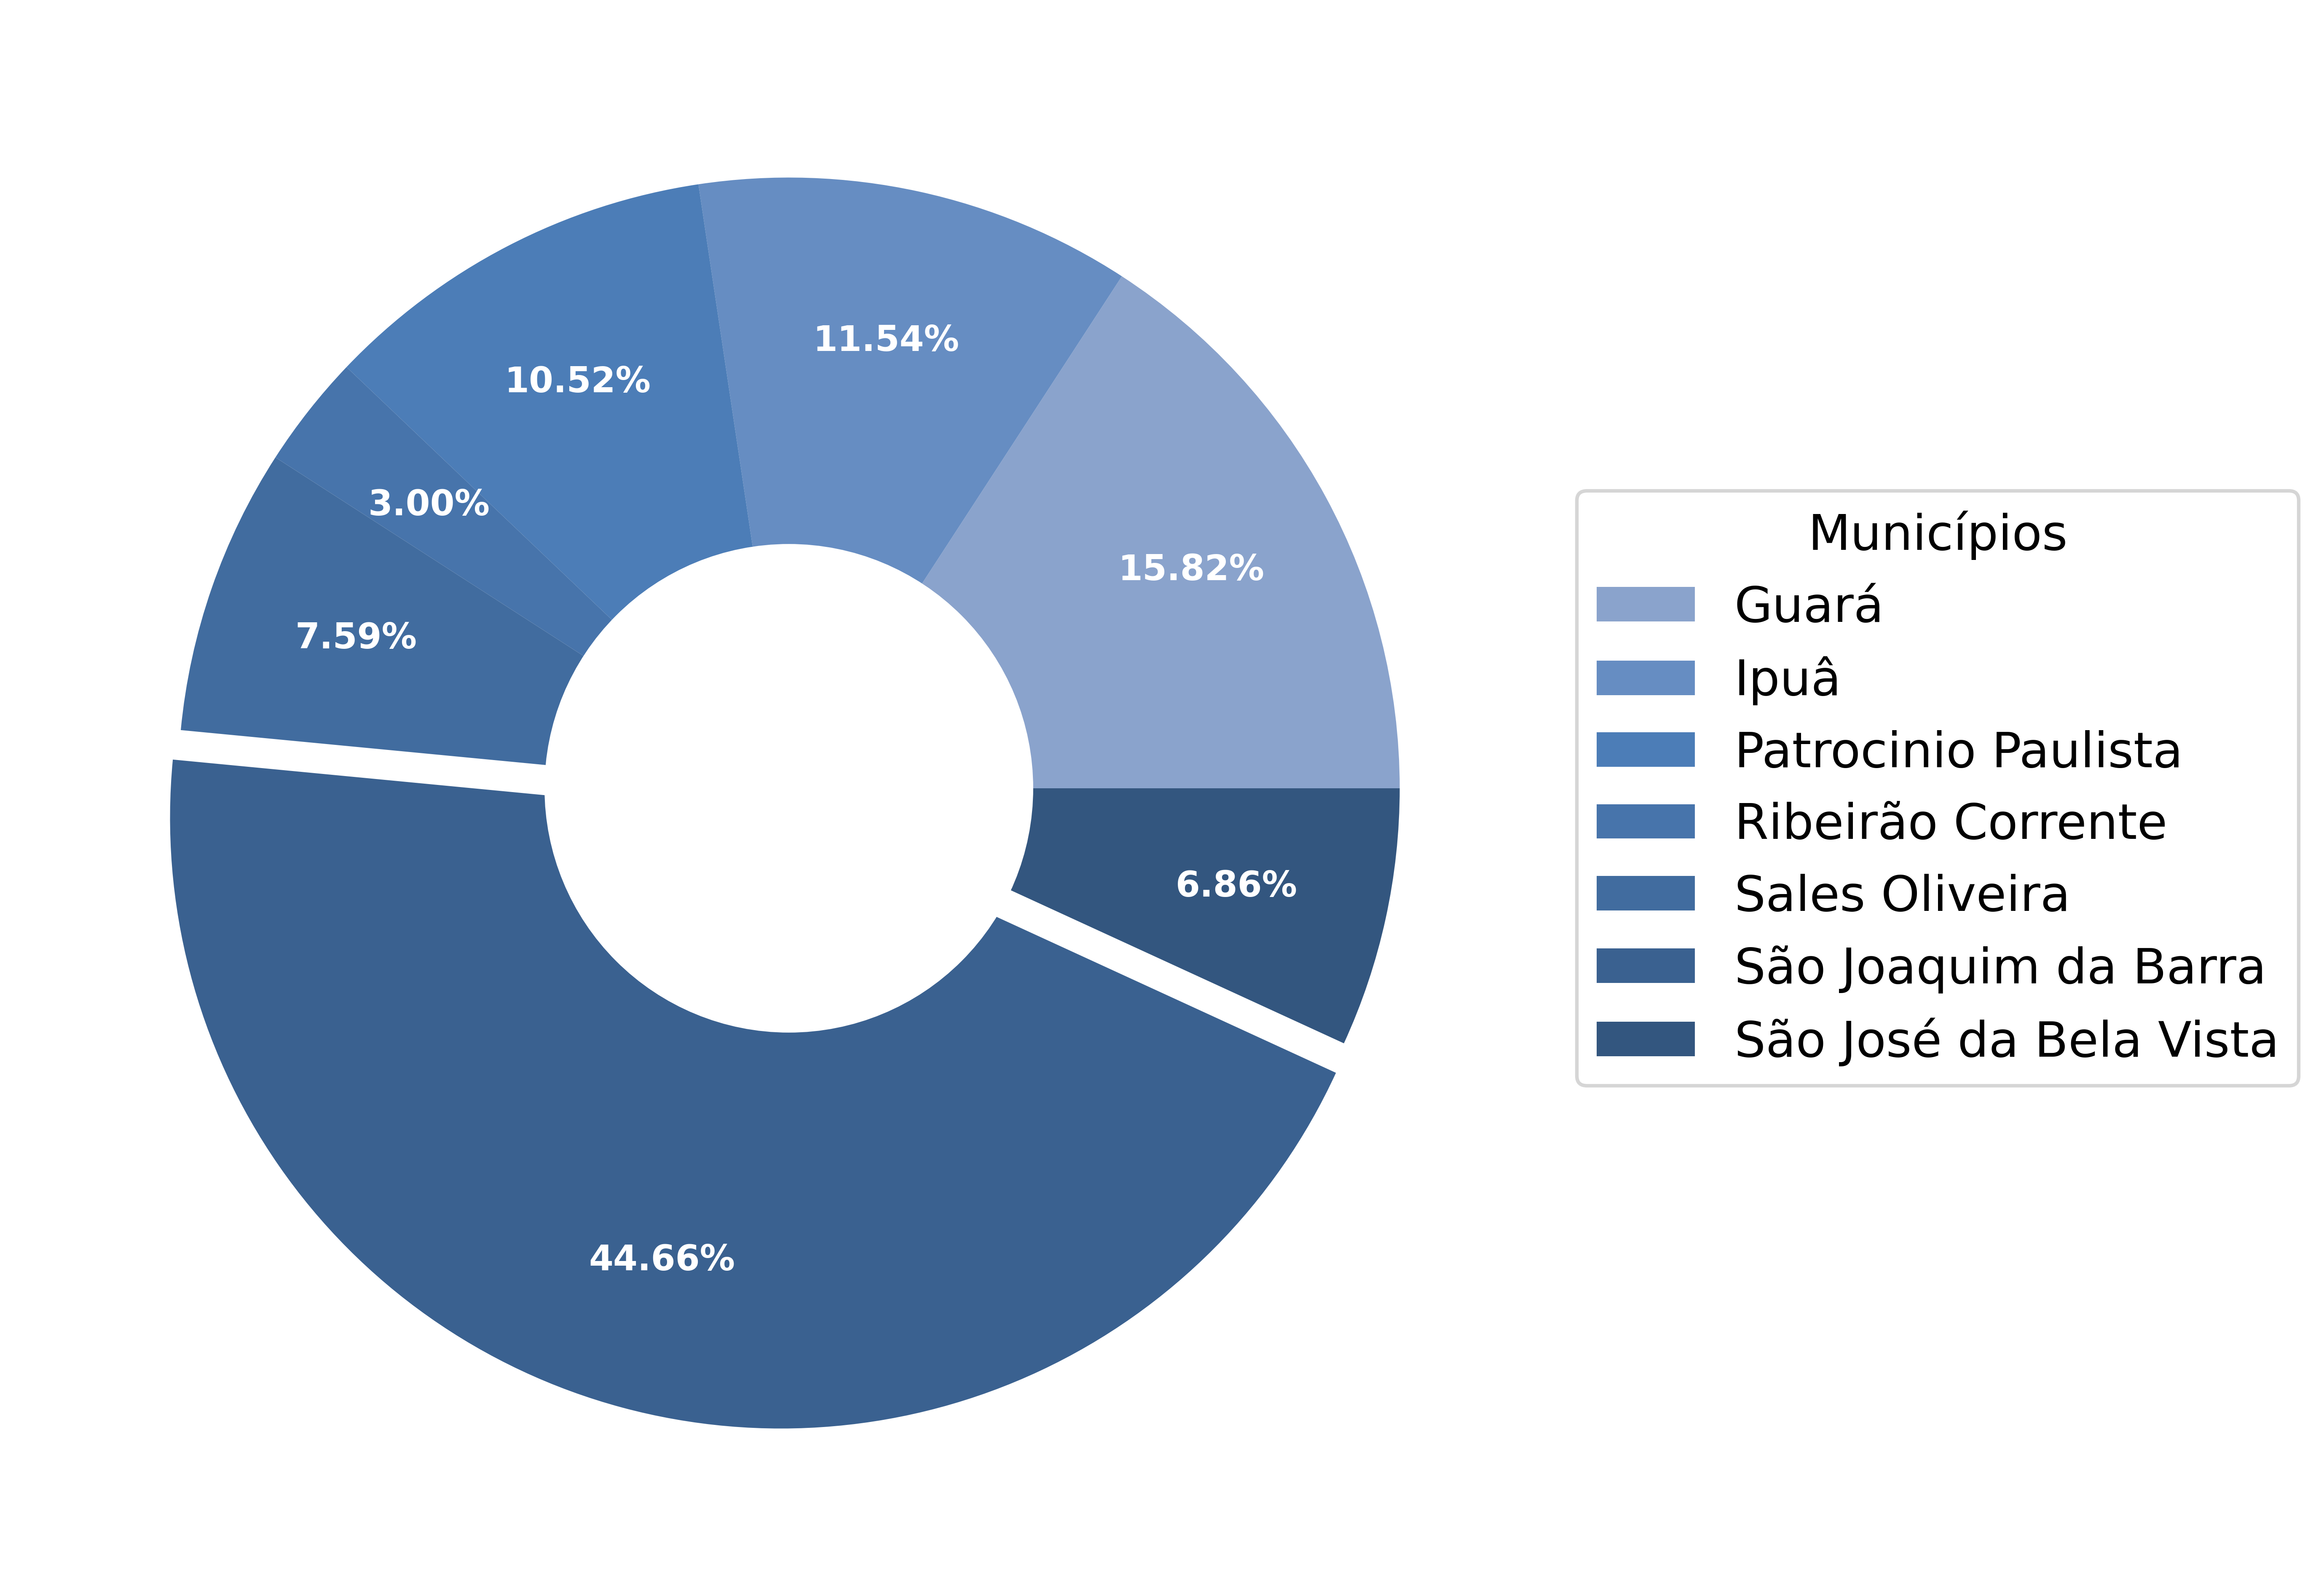 11.54%
10.52%
3.00%
15.82%
7.59%
6.86%
44.66%
Municípios
Guará
Ipuâ
Patrocinio Paulista
Ribeirão Corrente
Sales Oliveira
São Joaquim da Barra
São José da Bela Vista